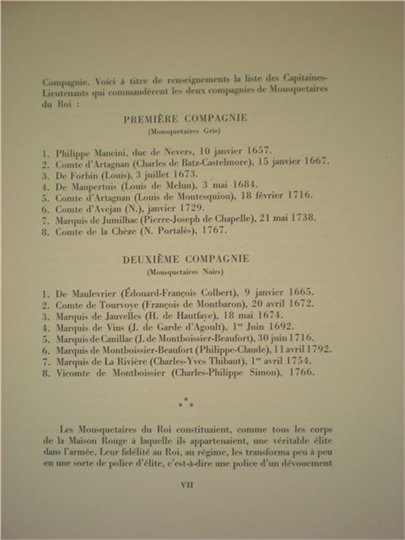 Compagnie. Voici à titre de renseignements la liste des Capitaines-
Lieutenants qui commandèrent les deux compagnies de Mousquetaires
du Roi :
PREMIÈRE COMPAGNIE
(Mousquetaires Gris)
1. Philippe Mancini, duc de Nevers, 10 janvier 1657.
2. Comte d'Artagnan (Charles de Batz-Castelmore), 15 janvier 1667.
3. De Forbin (Louis), 3 juillet 1673.
4. De Maupertuis (Louis de Melun), 3 mai 1684.
5. Comte d'Artagnan (Louis de Montesquiou), 18 février 1716.
6. Comte d'Avejan (N.), janvier 1729.
7. Marquis de Jumilhac (Pierre-Joseph de Chapelle), 21 mai 1738.
8. Comte de la Chèze (N. Portalès), 1767.
DEUXIÈME COMPAGNIE
(Mousquetaires Noirs)
1. De Maulevrier (Édouard-François Colbert), 9 janvier 1665.
2. Comte de Tourvoye (François de Montbaron), 20 avril 1672.
3. Marquis de Jauvelles (H. de Hautfaye), 18 mai 1674.
4. Marquis de Vins (J. de Garde d'Agoult), 1er Juin 1692.
5. Marquis de Canillac (J. de Montboissier-Beaufort), 30 juin 1716.
6. Marquis de Montboissier-Beaufort (Philippe-Claude), 11 avril 1792.
7. Marquis de La Rivière (Charles-Yves Thibaut), 1er avril 1754.
8. Vicomte de Montboissier (Charles-Philippe Simon), 1766.
* * *
Les Mousquetaires du Roi constituaient, comme tous les corps
de la Maison Rouge à laquelle ils appartenaient, une véritable élite
dans l'armée. Leur fidélité au Roi, au régime, les transforma peu à peu
en une sorte de police d'élite, c'est-à-dire une police d'un dévouement
VII